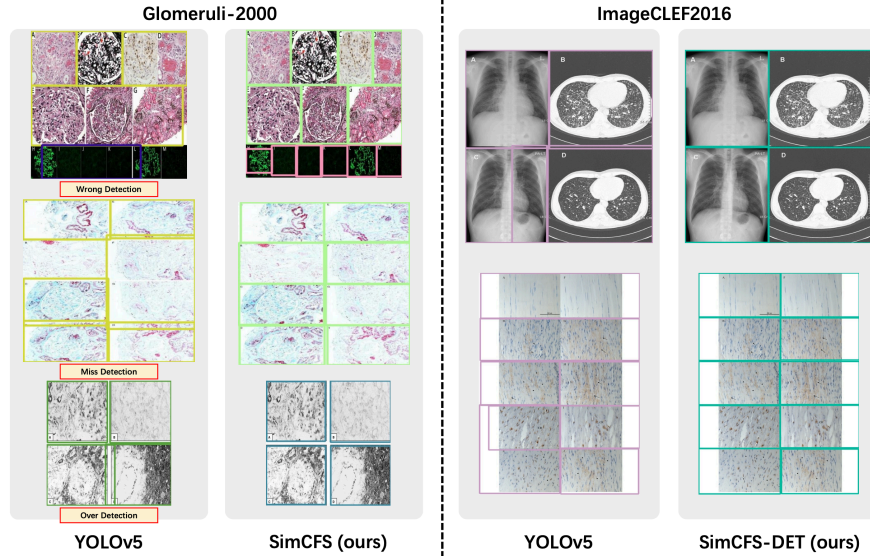 Glomeruli-2000
ImageCLEF2016
A
B
A
B
C
D
C
D
Wrong Detection
Miss Detection
Over Detection
YOLOv5
SimCFS (ours)
YOLOv5
SimCFS-DET (ours)